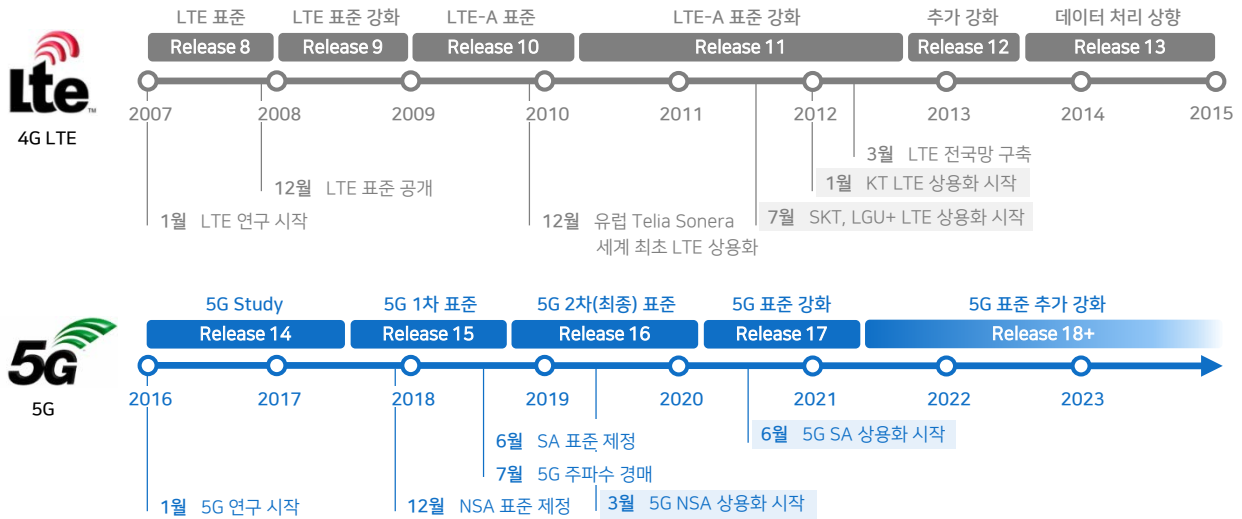 LTE 표준
LTE 표준 강화
LTE-A 표준
LTE-A 표준 강화
추가 강화
데이터 처리 상향
Release 8
Release 9
Release 10
Release 11
Release 12
Release 13
Lte
TM
4G LTE
2007
2008
2009
2010
2011
2012
2013
2014
2015
3월 LTE 전국망 구축
12월 LTE 표준 공개
1월 KT LTE 상용화 시작
1월 LTE 연구 시작
12월 유럽 Telia Sonera
세계 최초 LTE 상용화
7월 SKT, LGU+ LTE 상용화 시작
5G Study
5G 1차 표준
5G 2차(최종) 표준
5G 표준 강화
5G 표준 추가 강화
Release 14
Release 15
Release 16
Release 17
Release 18+
5G
5G
2016
2017
2018
2019
2020
2021
2022
2023
6월 SA 표준 제정
6월 5G SA 상용화 시작
7월 5G 주파수 경매
1월 5G 연구 시작
12월 NSA 표준 제정
3월 5G NSA 상용화 시작